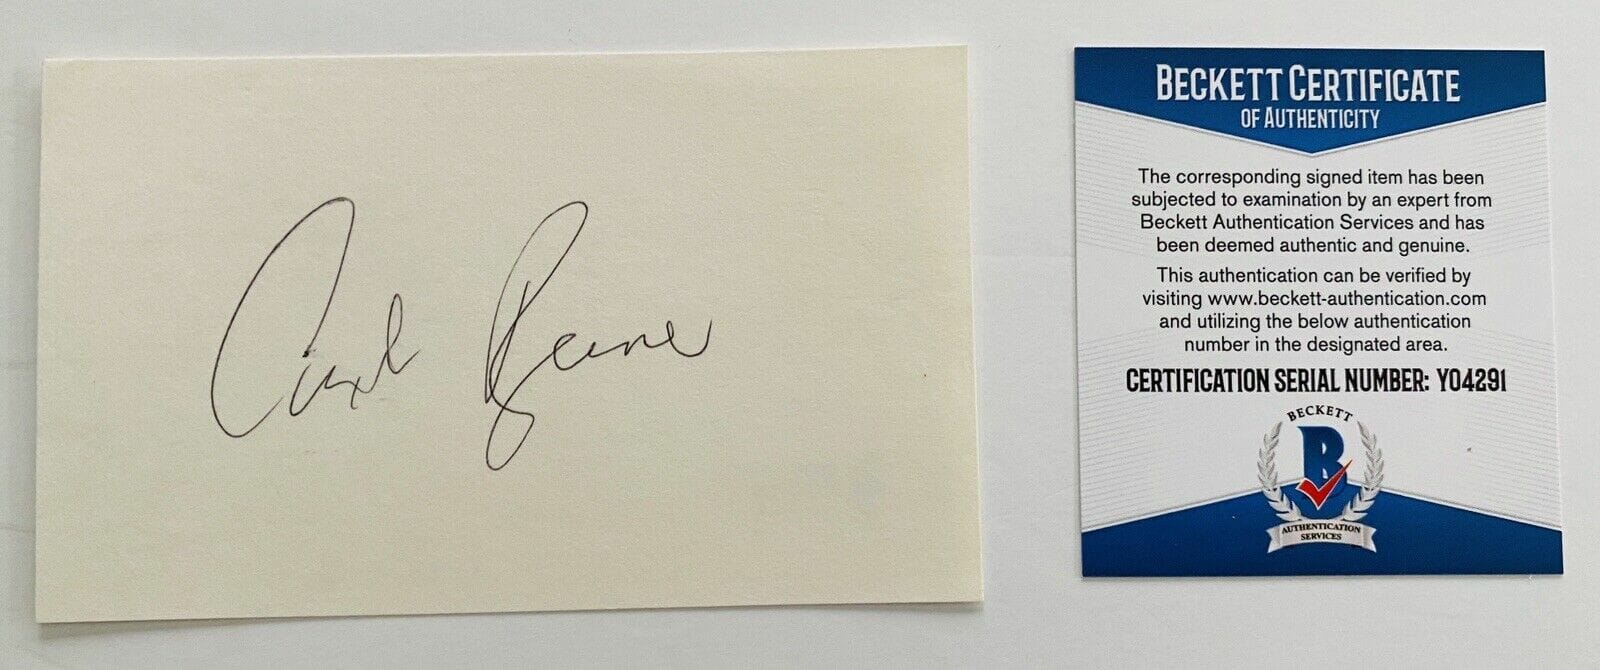 Carl Reiner
BECKETT CERTIFICATE
OF AUTHENTICITY
The corresponding signed item has been
subjected to examination by an expert from
Beckett Authentication Services and has
been deemed authentic and genuine.
This authentication can be verified by
visiting www.beckett-authentication.com
and utilizing the below authentication
number in the designated area.
CERTIFICATION SERIAL NUMBER: Y04291
BECKETT
B
AUTHENTICATION
SERVICES